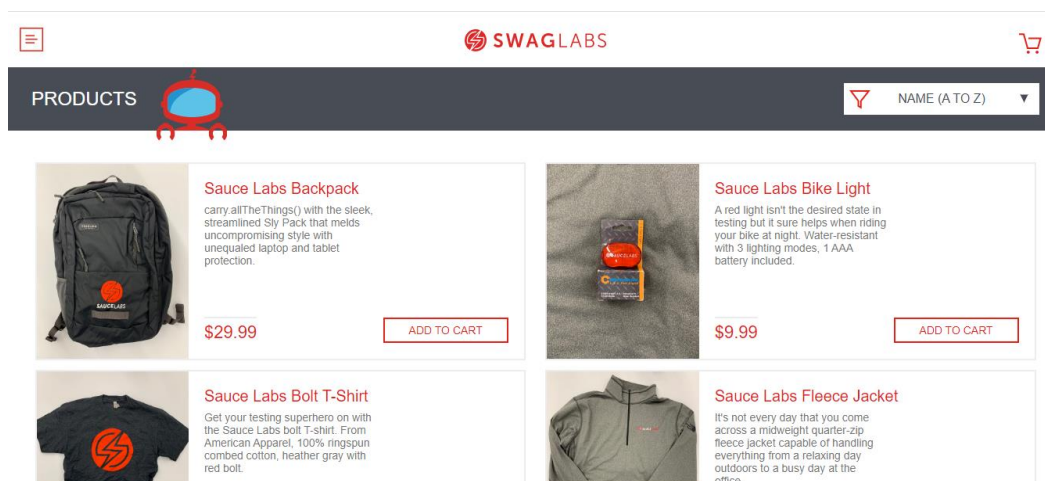 SWAGLABS
PRODUCTS
NAME (A TO Z)
Sauce Labs Backpack
carry.allTheThings() with the sleek,
streamlined Sly Pack that melds
uncompromising style with
unequaled laptop and tablet
protection.
$29.99
ADD TO CART
SAUCELABS
Sauce Labs Bike Light
A red light isn't the desired state in
testing but it sure helps when riding
your bike at night. Water-resistant
with 3 lighting modes, 1 AAA
battery included.
$9.99
ADD TO CART
SAUCELABS
Sauce Labs Bolt T-Shirt
Get your testing superhero on with
the Sauce Labs bolt T-shirt. From
American Apparel, 100% ringspun
combed cotton, heather gray with
red bolt.
Sauce Labs Fleece Jacket
It's not every day that you come
across a midweight quarter-zip
fleece jacket capable of handling
everything from a relaxing day
outdoors to a busy day at the
office